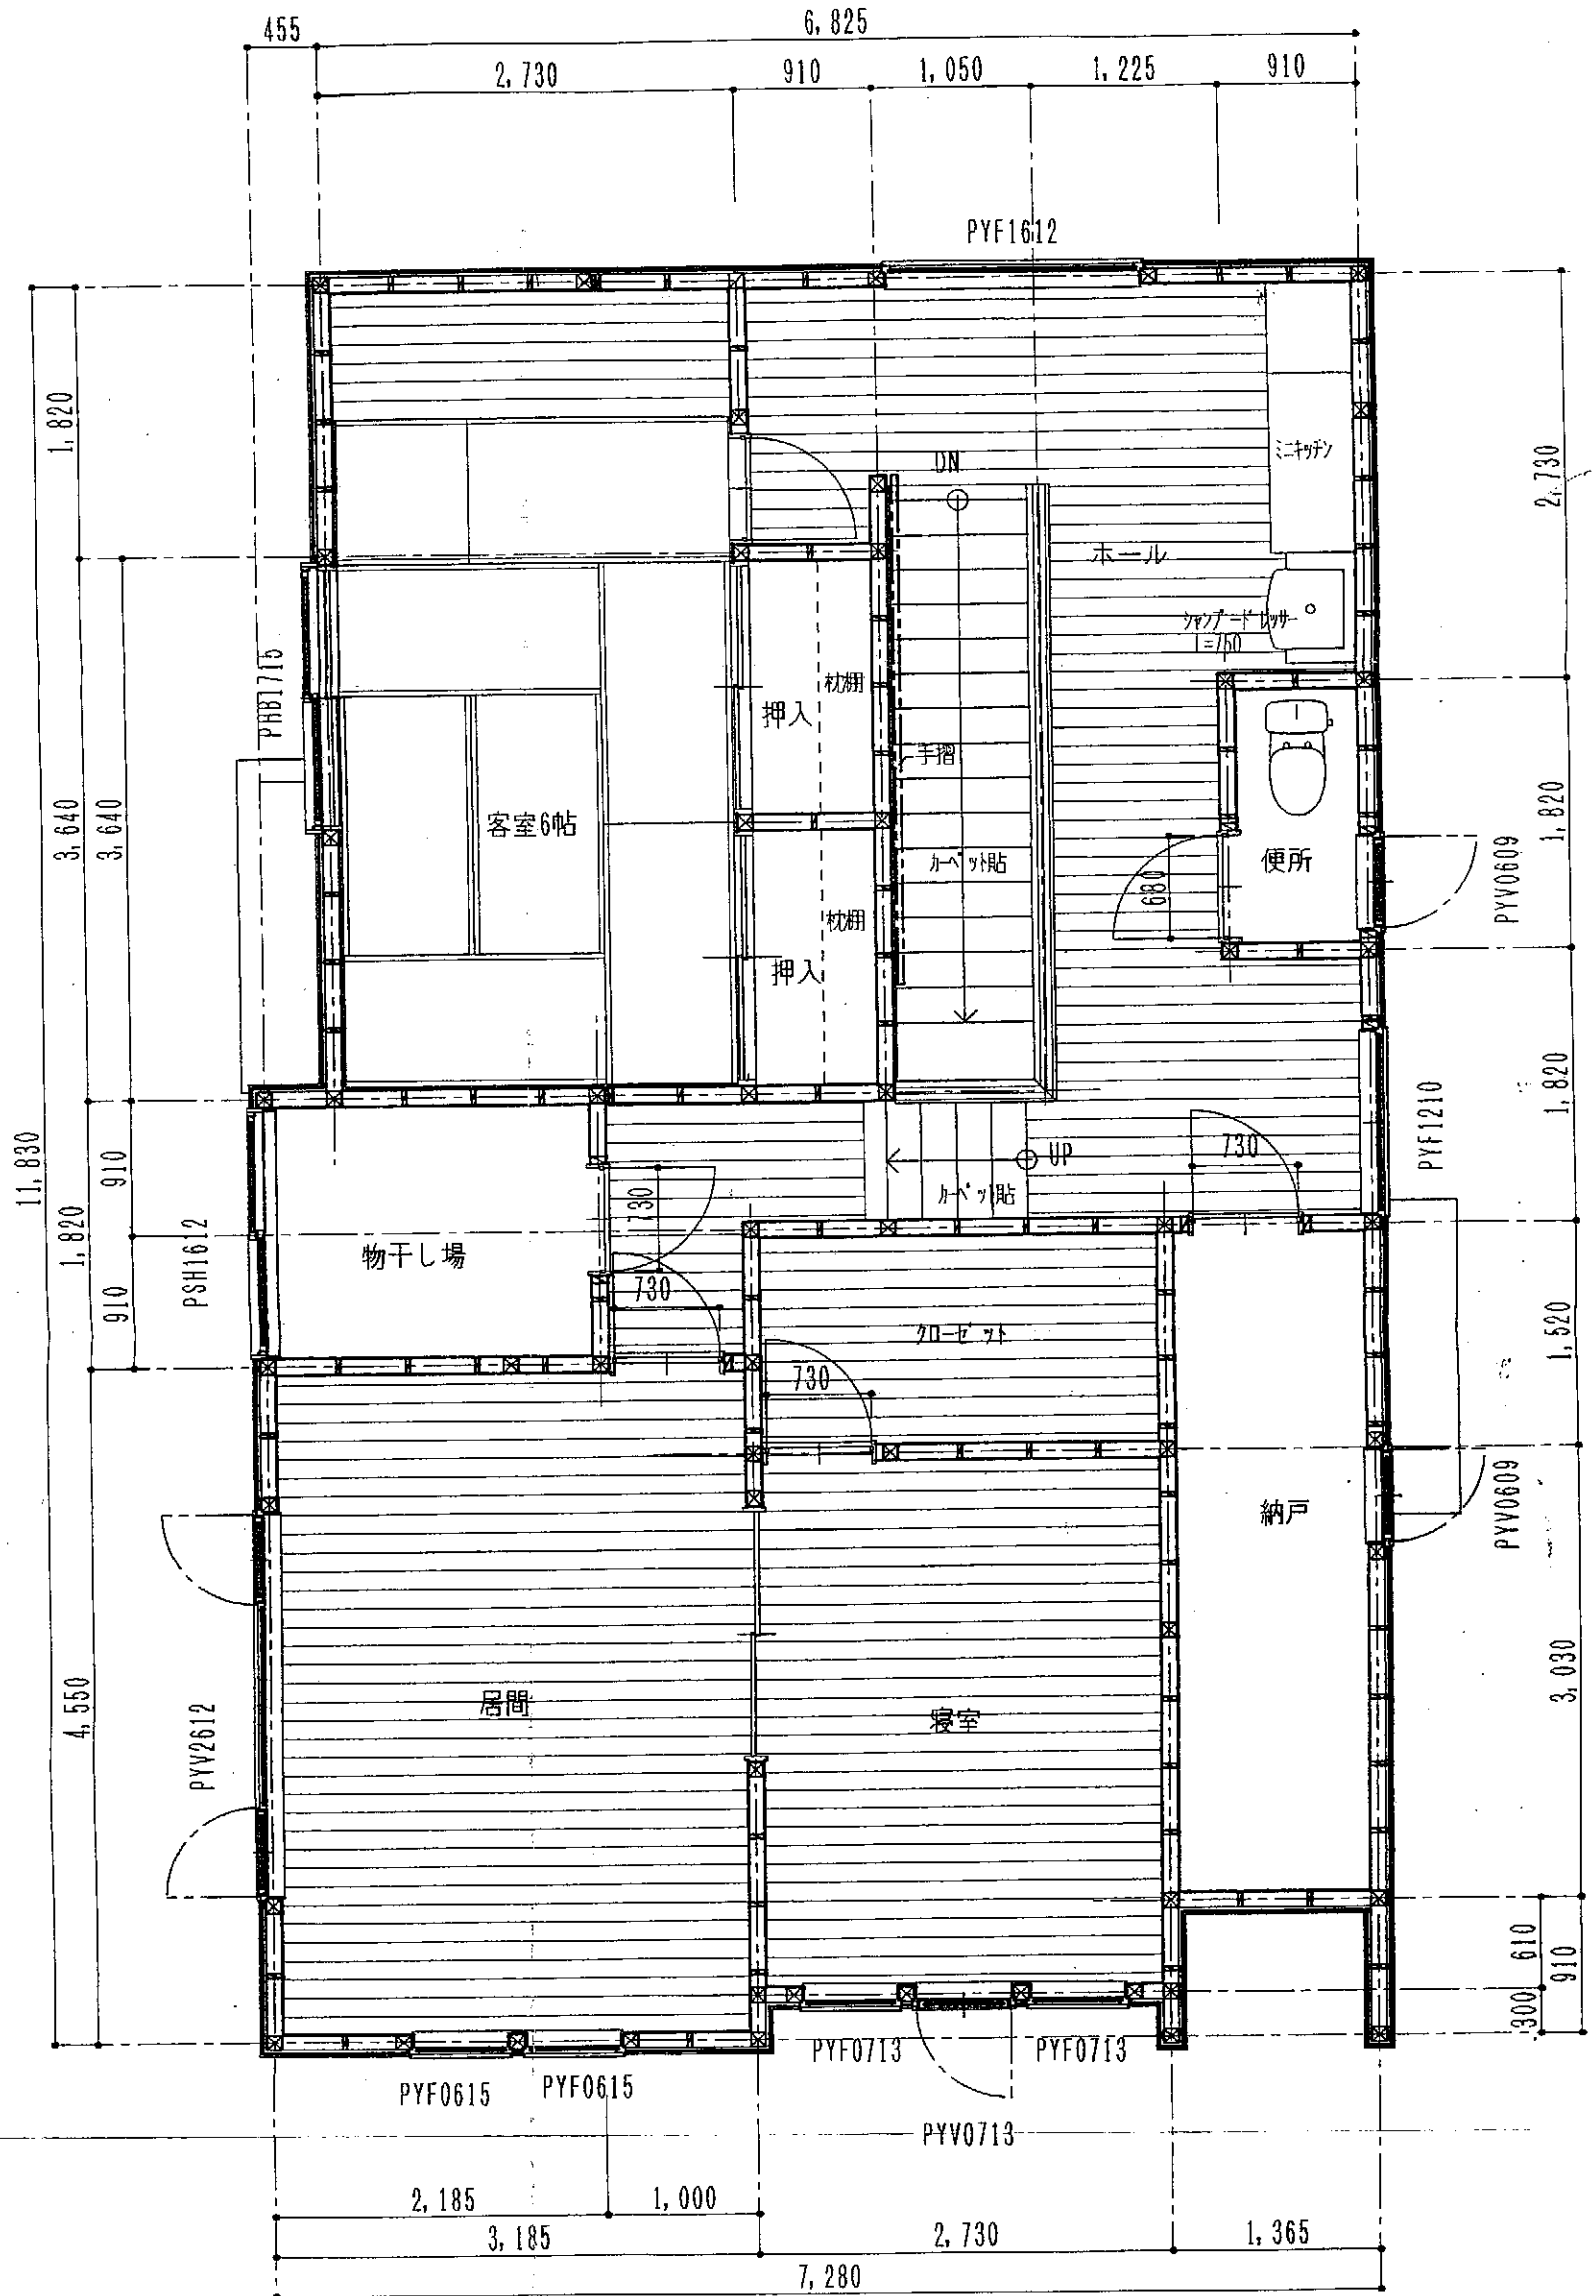 455
6,825
2,730
910
1,050
1,225
910
PYF1612
1,820
ミニキッチン
2,730
DN
ホール
シャンプードレッサー
L=750
PHB1715
枕棚
押入
手摺
3,640
3,640
客室6帖
カーペット貼
680
便所
1,820
PYV0609
枕棚
押入
11,830
910
1,820
PYF1210
730
UP
カーペット貼
730
1,820
PSH1612
物干し場
910
730
クローゼット
1,520
730
納戸
PYV0609
4,550
PYV2612
居間
寝室
3,030
610
910
300
PYF0713
PYF0713
PYF0615
PYF0615
PYV0713
2,185
1,000
3,185
2,730
1,365
7,280